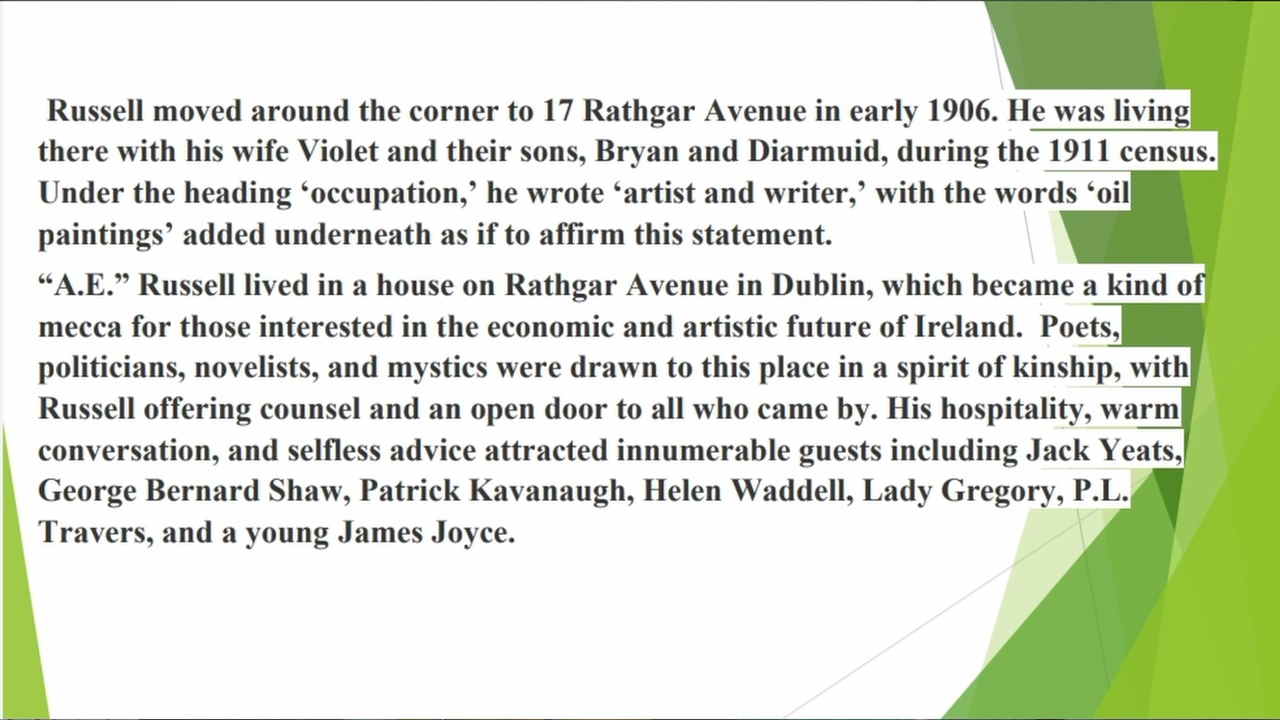 Russell moved around the corner to 17 Rathgar Avenue in early 1906. He was living
there with his wife Violet and their sons, Bryan and Diarmuid, during the 1911 census.
Under the heading ‘occupation,’ he wrote ‘artist and writer,’ with the words ‘oil
paintings’ added underneath as if to affirm this statement.
“A.E.” Russell lived in a house on Rathgar Avenue in Dublin, which became a kind of
mecca for those interested in the economic and artistic future of Ireland.  Poets,
politicians, novelists, and mystics were drawn to this place in a spirit of kinship, with
Russell offering counsel and an open door to all who came by. His hospitality, warm
conversation, and selfless advice attracted innumerable guests including Jack Yeats,
George Bernard Shaw, Patrick Kavanaugh, Helen Waddell, Lady Gregory, P.L.
Travers, and a young James Joyce.